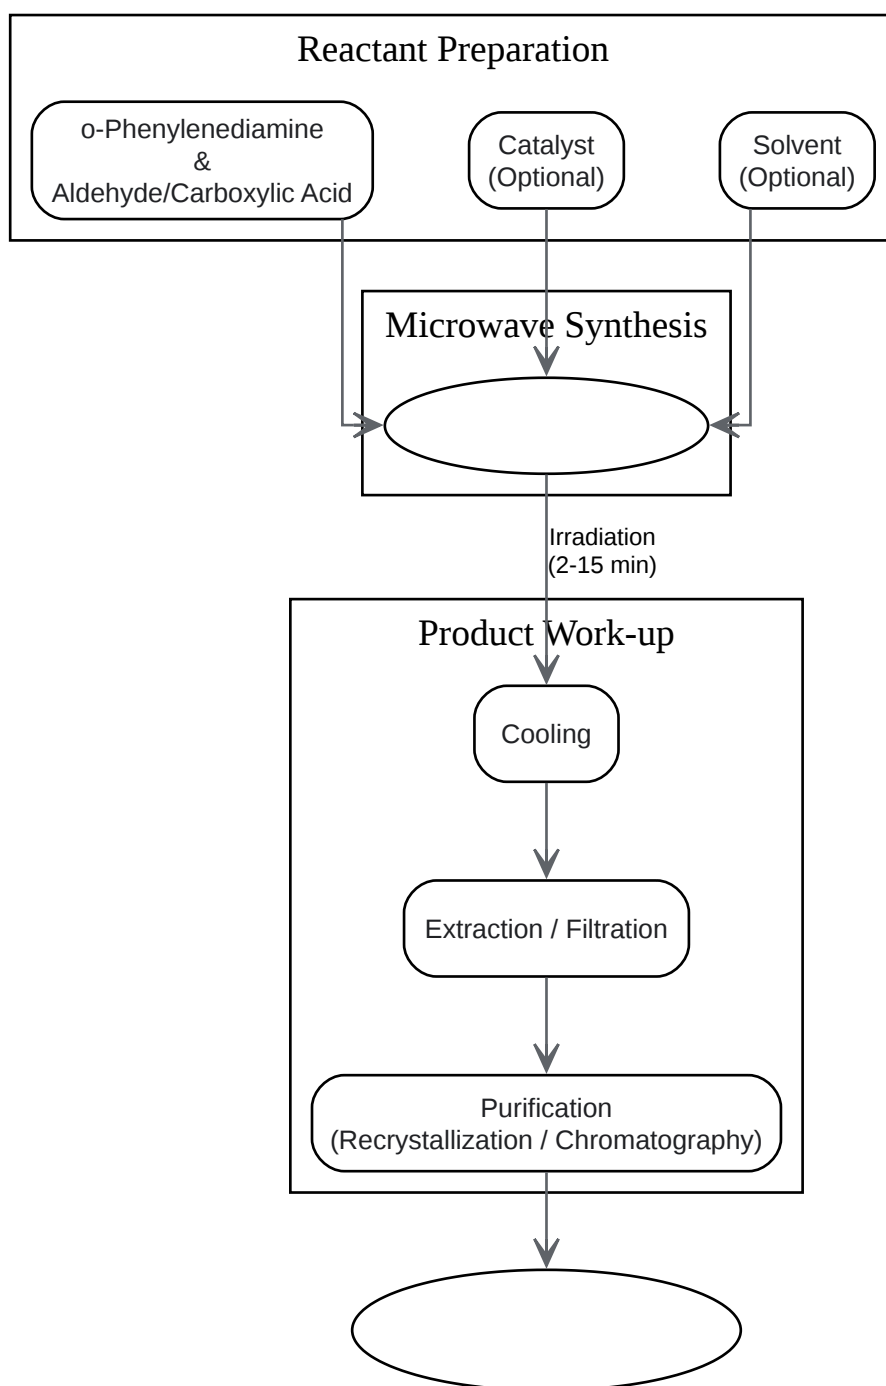 Reactant Preparation
o-Phenylenediamine
&
Aldehyde/Carboxylic Acid
Catalyst
(Optional)
Solvent
(Optional)
Microwave Synthesis
Irradiation
(2-15 min)
Product Work-up
Cooling
Extraction / Filtration
Purification
(Recrystallization / Chromatography)